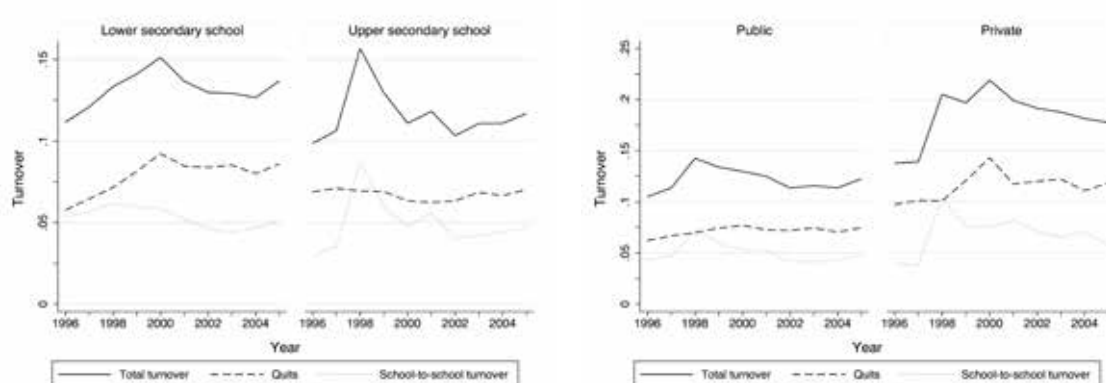 Lower secondary school
Upper secondary school
.15
.1
.05
0
Turnover
1996 1998 2000 2002 2004
1996 1998 2000 2002 2004
Year
Total turnover
Quits
School-to-school turnover
Public
Private
.25
.2
.15
.1
.05
0
Turnover
1996 1998 2000 2002 2004
1996 1998 2000 2002 2004
Year
Total turnover
Quits
School-to-school turnover